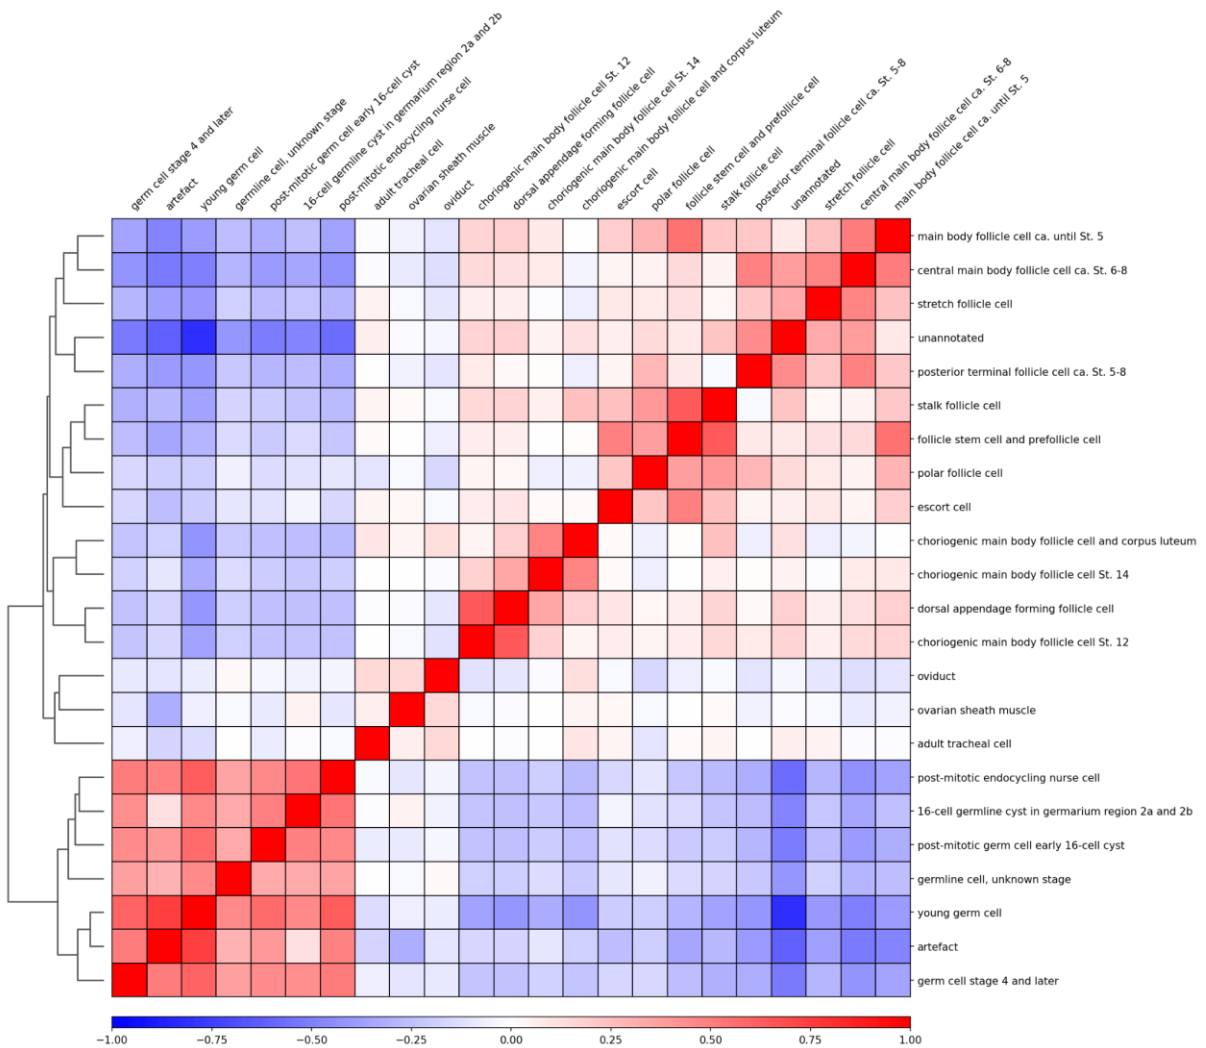 germ cell stage 4 and later
artefact
young germ cell
germline cell, unknown stage
post-mitotic germ cell early 16-cell cyst
16-cell germline cyst in germarium region 2a and 2b
post-mitotic endocycling nurse cell
adult tracheal cell
ovarian sheath muscle
oviduct
choriogenic main body follicle cell St. 12
dorsal appendage forming follicle cell
choriogenic main body follicle cell St. 14
choriogenic main body follicle cell and corpus luteum
escort cell
polar follicle cell
follicle stem cell and prefollicle cell
stalk follicle cell
posterior terminal follicle cell ca. St. 5-8
unannotated
stretch follicle cell
central main body follicle cell ca. St. 6-8
main body follicle cell ca. until St. 5
main body follicle cell ca. until St. 5
central main body follicle cell ca. St. 6-8
stretch follicle cell
unannotated
posterior terminal follicle cell ca. St. 5-8
stalk follicle cell
follicle stem cell and prefollicle cell
polar follicle cell
escort cell
choriogenic main body follicle cell and corpus luteum
choriogenic main body follicle cell St. 14
dorsal appendage forming follicle cell
choriogenic main body follicle cell St. 12
oviduct
ovarian sheath muscle
adult tracheal cell
post-mitotic endocycling nurse cell
16-cell germline cyst in germarium region 2a and 2b
post-mitotic germ cell early 16-cell cyst
germline cell, unknown stage
young germ cell
artefact
germ cell stage 4 and later
−1.00 −0.75 −0.50 −0.25 0.00 0.25 0.50 0.75 1.00